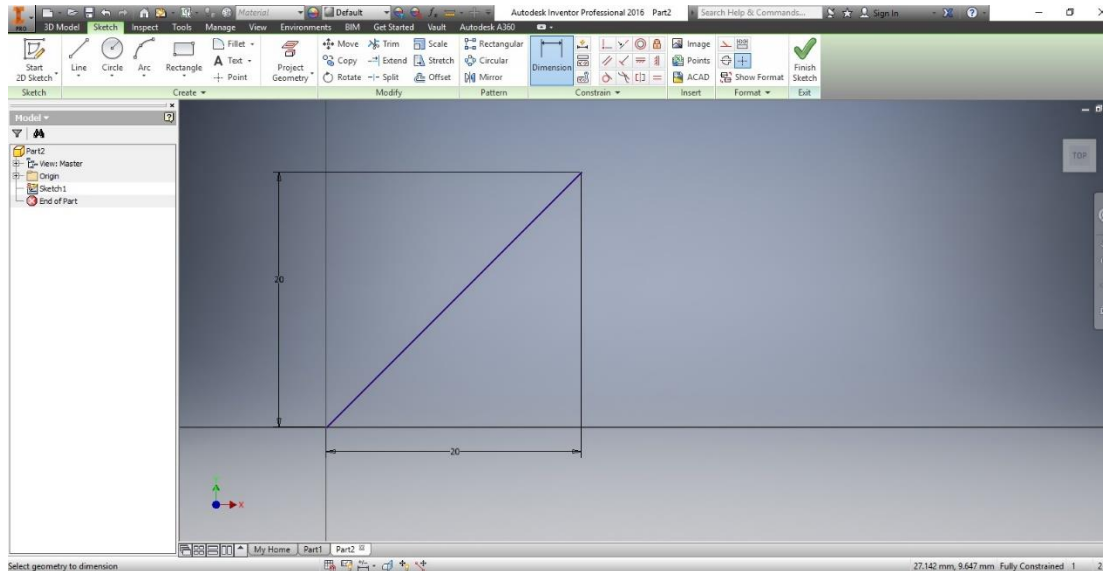 PRO
Material
Default
Autodesk Inventor Professional 2016 Part2
Search Help & Commands...
Sign In
3D Model Sketch Inspect Tools Manage View Environments BIM Get Started Vault Autodesk A360
Start 2D Sketch
Line
Circle
Arc
Rectangle
Fillet
Text
Point
Project Geometry
Move Trim Scale
Copy Extend Stretch
Rotate Split Offset
Rectangular
Circular
Mirror
Dimension
Image
Points
ACAD
Show Format
Finish Sketch
Sketch Create Modify Pattern Constrain Insert Format Exit
Model
Part2
View: Master
Origin
Sketch1
End of Part
TOP
20
20
X
My Home Part1 Part2
Select geometry to dimension
27.142 mm, 9.647 mm Fully Constrained 1 2